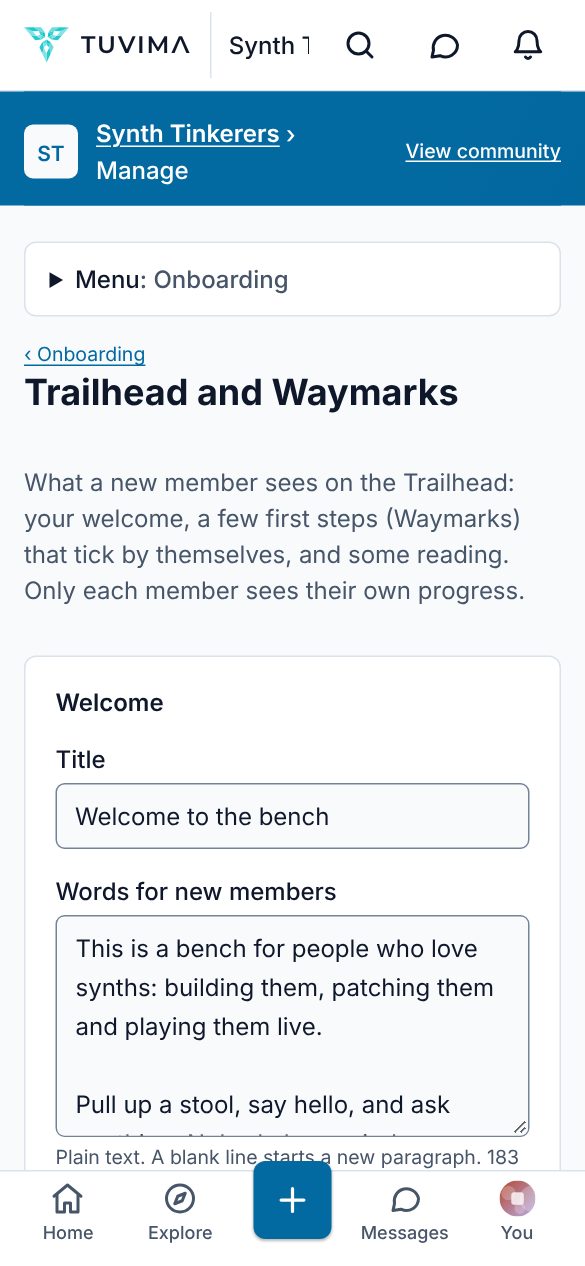 TUVIMA
Synth T
ST
Synth Tinkerers ›
Manage
View community
Menu: Onboarding
‹ Onboarding
Trailhead and Waymarks
What a new member sees on the Trailhead:
your welcome, a few first steps (Waymarks)
that tick by themselves, and some reading.
Only each member sees their own progress.
Welcome
Title
Welcome to the bench
Words for new members
This is a bench for people who love
synths: building them, patching them
and playing them live.
Pull up a stool, say hello, and ask
Plain text. A blank line starts a new paragraph. 183
Home
Explore
Messages
You